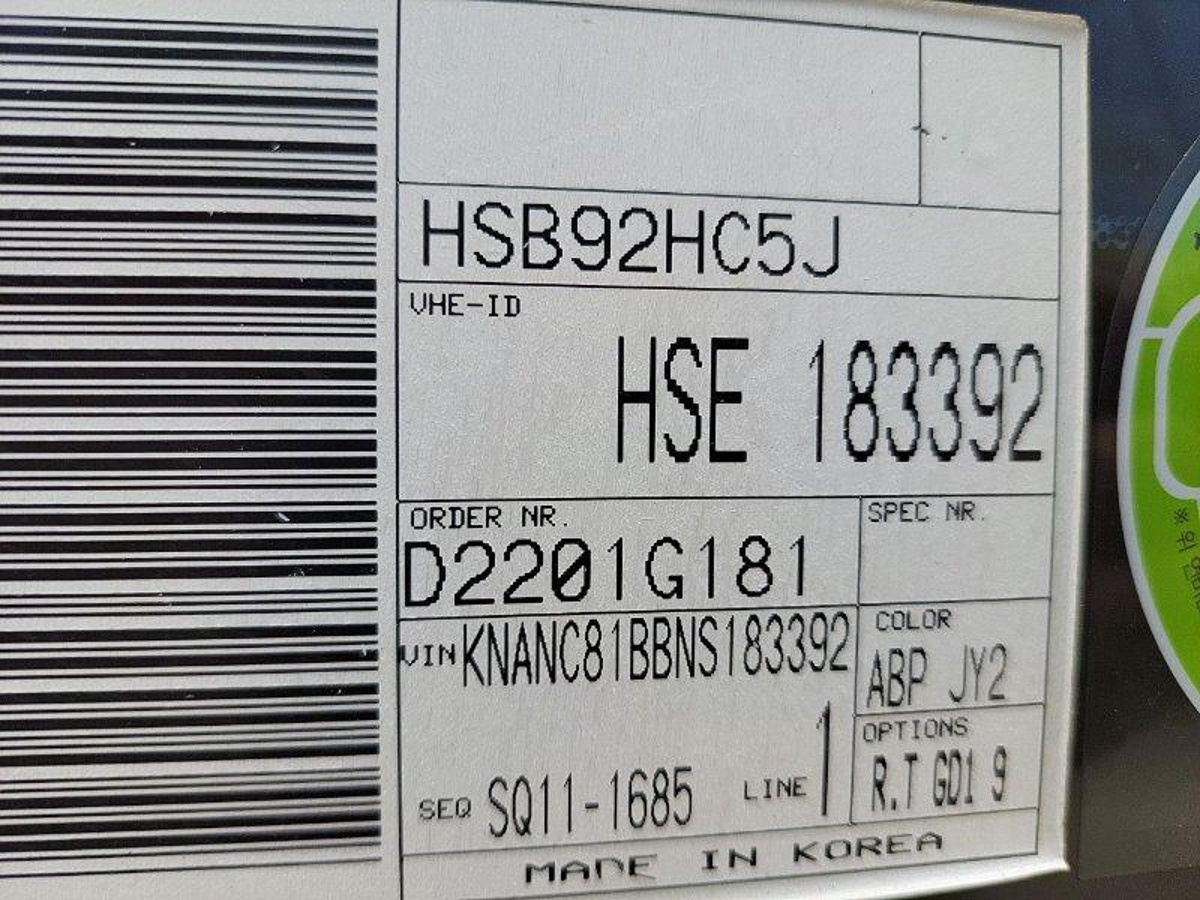 HSB92HC5J
VHE-ID
HSE 183392
ORDER NR.
D2201G181
SPEC NR.
VIN KNANC81BBNS183392
COLOR
ABP JY2
OPTIONS
R.T GD1 9
SEQ SQ11-1685 LINE 1
MADE IN KOREA